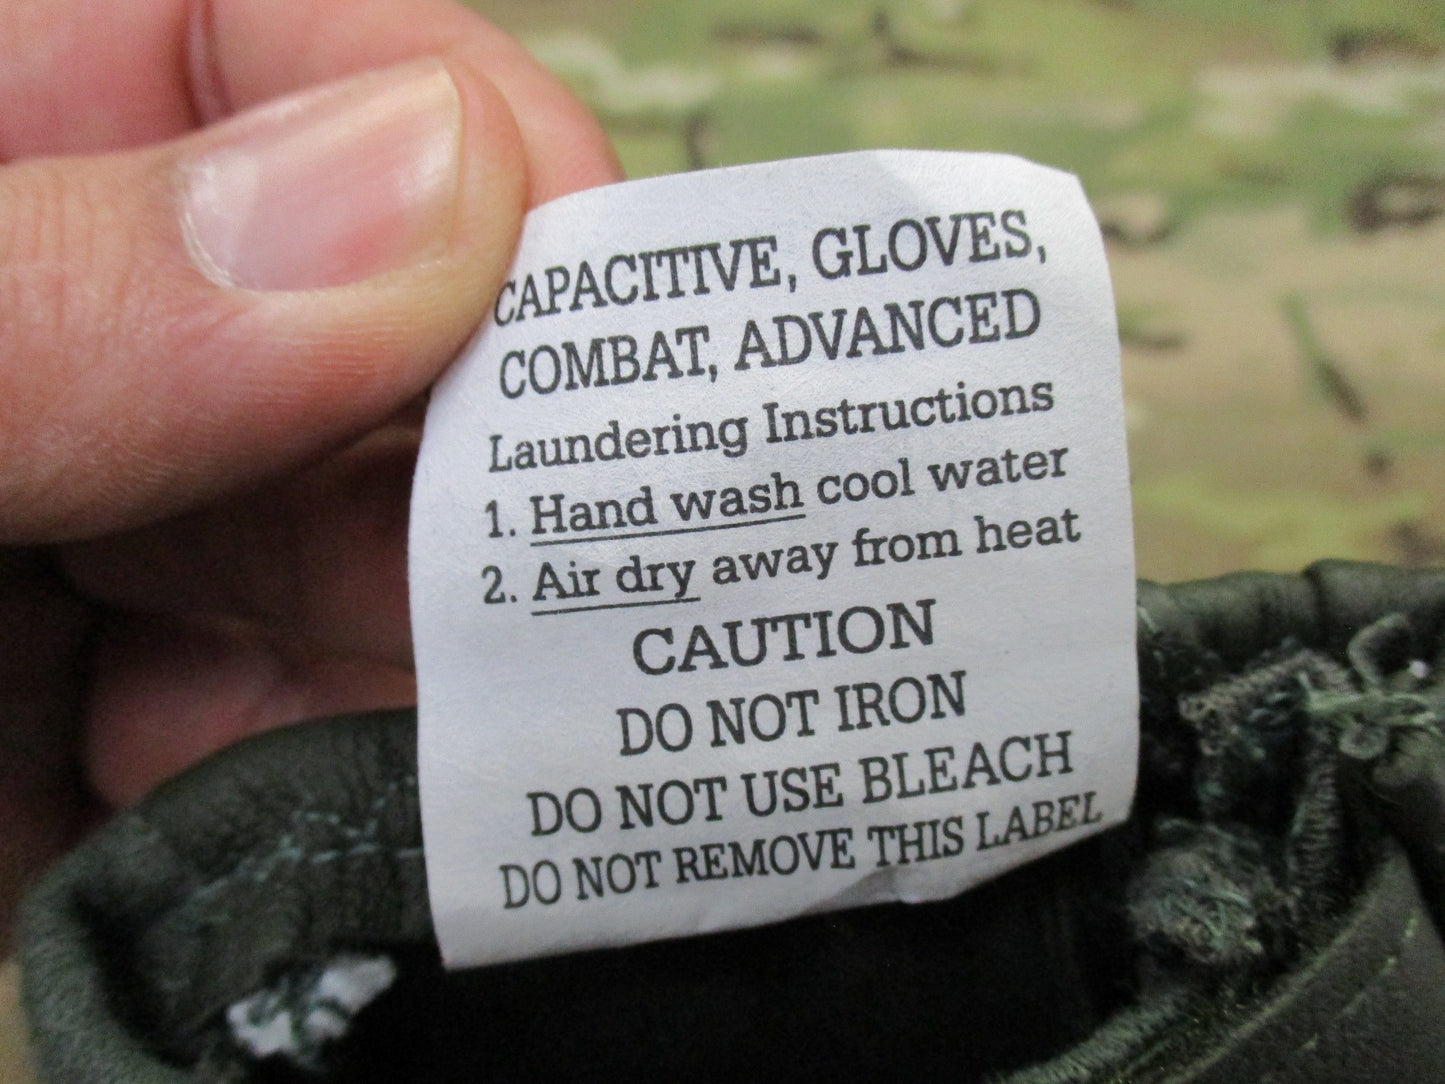 CAPACITIVE, GLOVES,
COMBAT, ADVANCED
Laundering Instructions
1. Hand wash cool water
2. Air dry away from heat
CAUTION
DO NOT IRON
DO NOT USE BLEACH
DO NOT REMOVE THIS LABEL